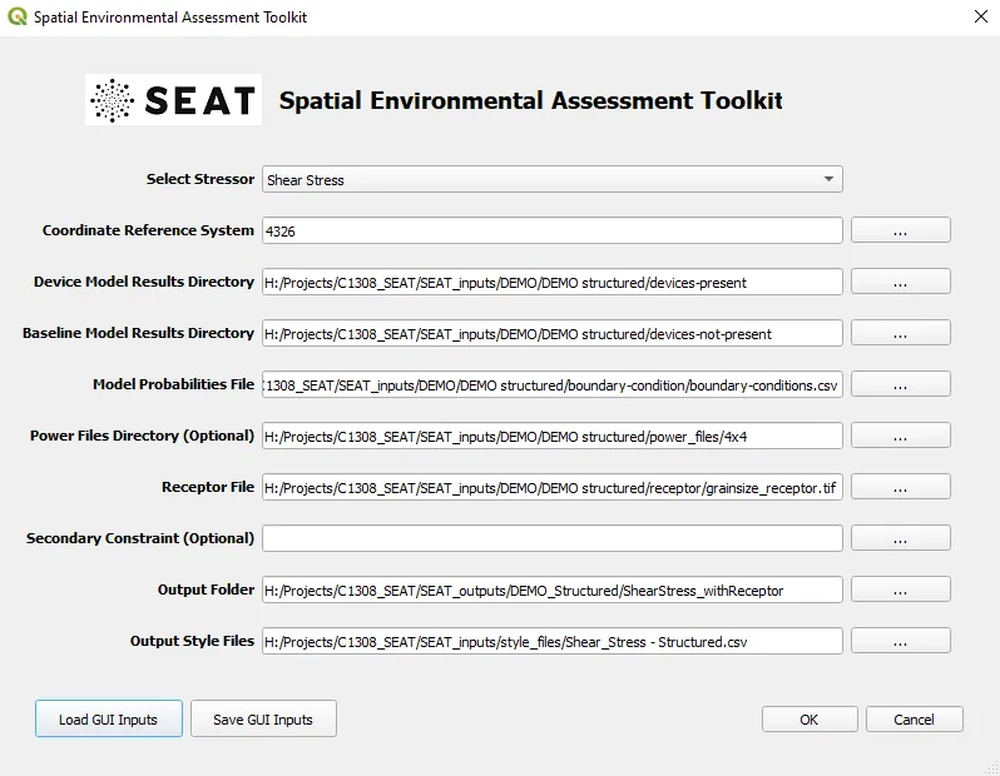 Spatial Environmental Assessment Toolkit
SEAT Spatial Environmental Assessment Toolkit
Select Stressor Shear Stress
Coordinate Reference System 4326 ...
Device Model Results Directory H:/Projects/C1308_SEAT/SEAT_inputs/DEMO/DEMO structured/devices-present ...
Baseline Model Results Directory H:/Projects/C1308_SEAT/SEAT_inputs/DEMO/DEMO structured/devices-not-present ...
Model Probabilities File 1308_SEAT/SEAT_inputs/DEMO/DEMO structured/boundary-condition/boundary-conditions.csv ...
Power Files Directory (Optional) H:/Projects/C1308_SEAT/SEAT_inputs/DEMO/DEMO structured/power_files/4x4 ...
Receptor File H:/Projects/C1308_SEAT/SEAT_inputs/DEMO/DEMO structured/receptor/grainsize_receptor.tif ...
Secondary Constraint (Optional) ...
Output Folder H:/Projects/C1308_SEAT/SEAT_outputs/DEMO_Structured/ShearStress_withReceptor ...
Output Style Files H:/Projects/C1308_SEAT/SEAT_inputs/style_files/Shear_Stress - Structured.csv ...
Load GUI Inputs Save GUI Inputs OK Cancel